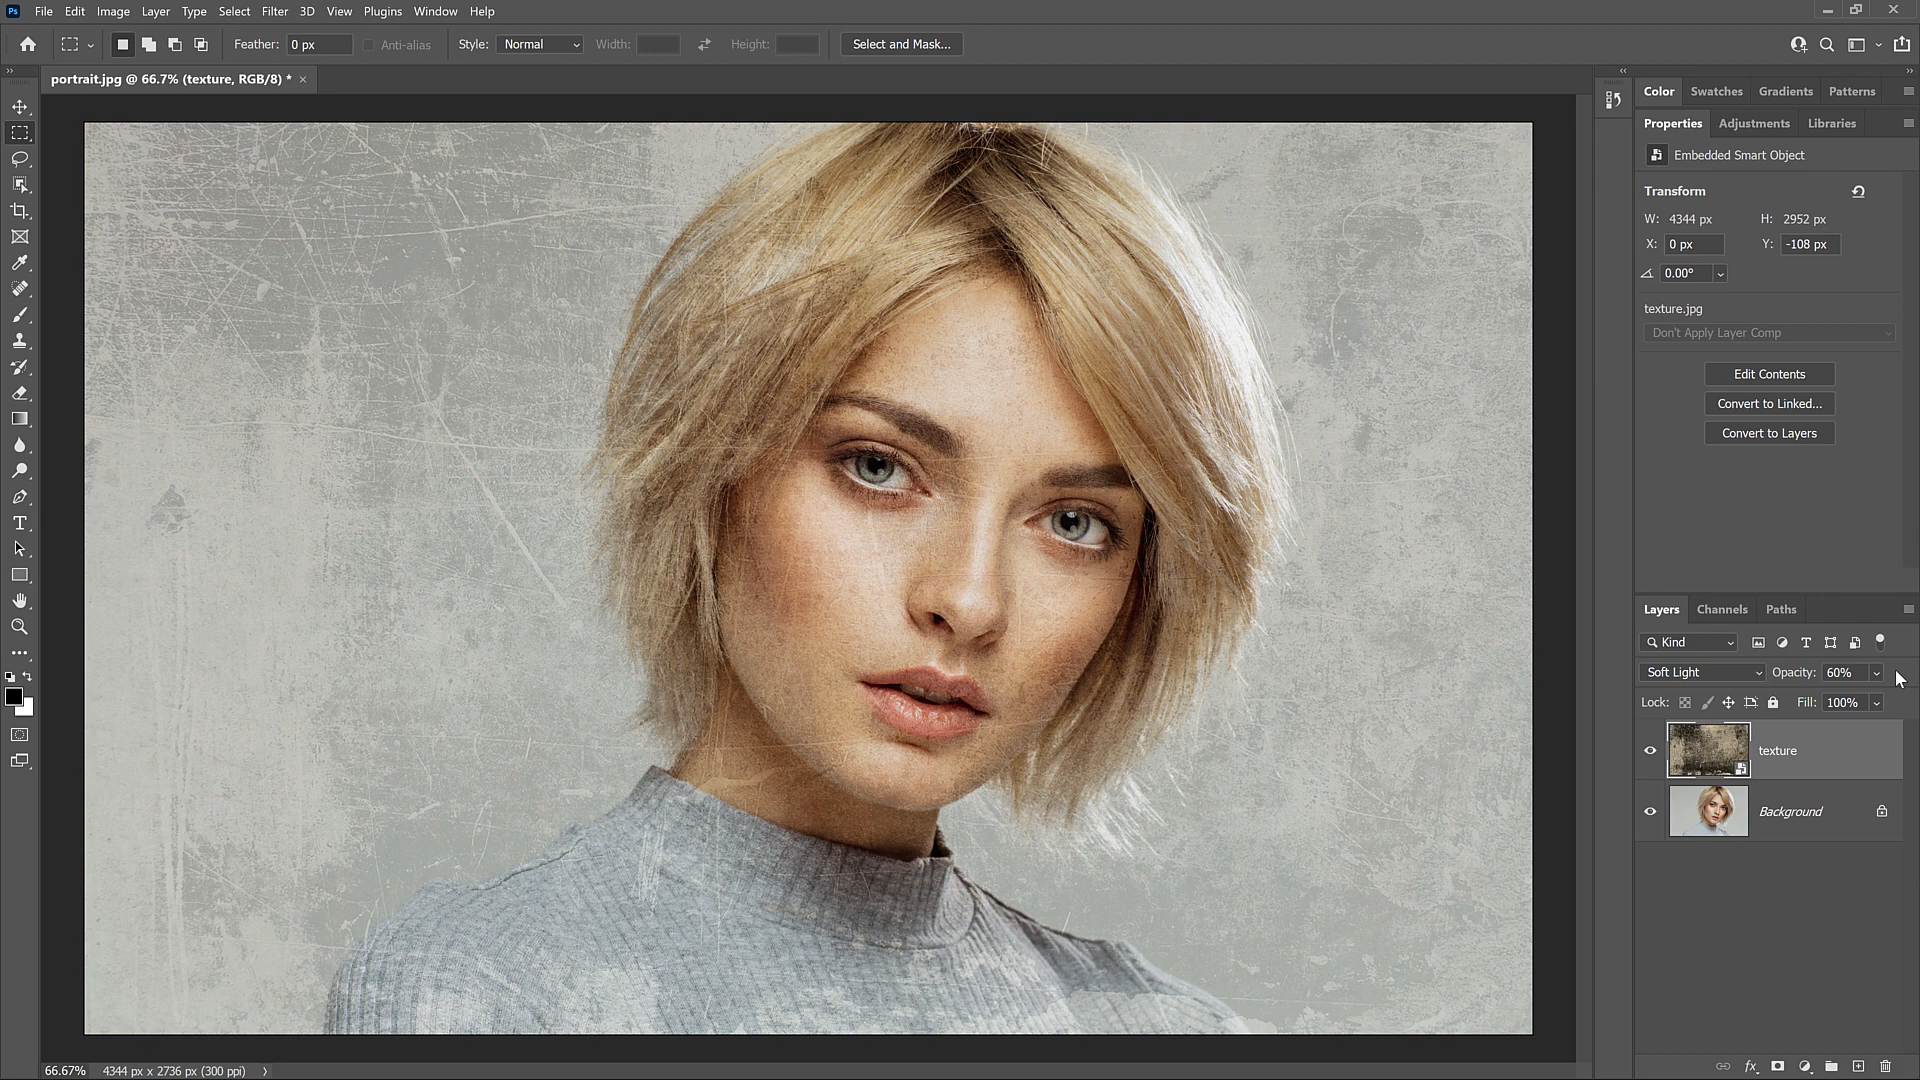 Ps File Edit Image Layer Type Select Filter 3D View Plugins Window Help
Feather: 0 px Anti-alias Style: Normal Width: Height: Select and Mask...
portrait.jpg @ 66.7% (texture, RGB/8) * ×
Color Swatches Gradients Patterns
Properties Adjustments Libraries
Embedded Smart Object
Transform
W: 4344 px H: 2952 px
X: 0 px Y: -108 px
0.00°
texture.jpg
Don't Apply Layer Comp
Edit Contents
Convert to Linked...
Convert to Layers
Layers Channels Paths
Kind
Soft Light Opacity: 60%
Lock: Fill: 100%
texture
Background
fx
66.67% 4344 px x 2736 px (300 ppi)